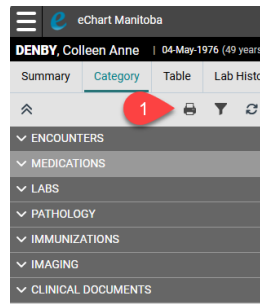 eChart Manitoba
DENBY, Colleen Anne | 04-May-1976 (49 years
Summary Category Table Lab Histo
1
ENCOUNTERS
MEDICATIONS
LABS
PATHOLOGY
IMMUNIZATIONS
IMAGING
CLINICAL DOCUMENTS